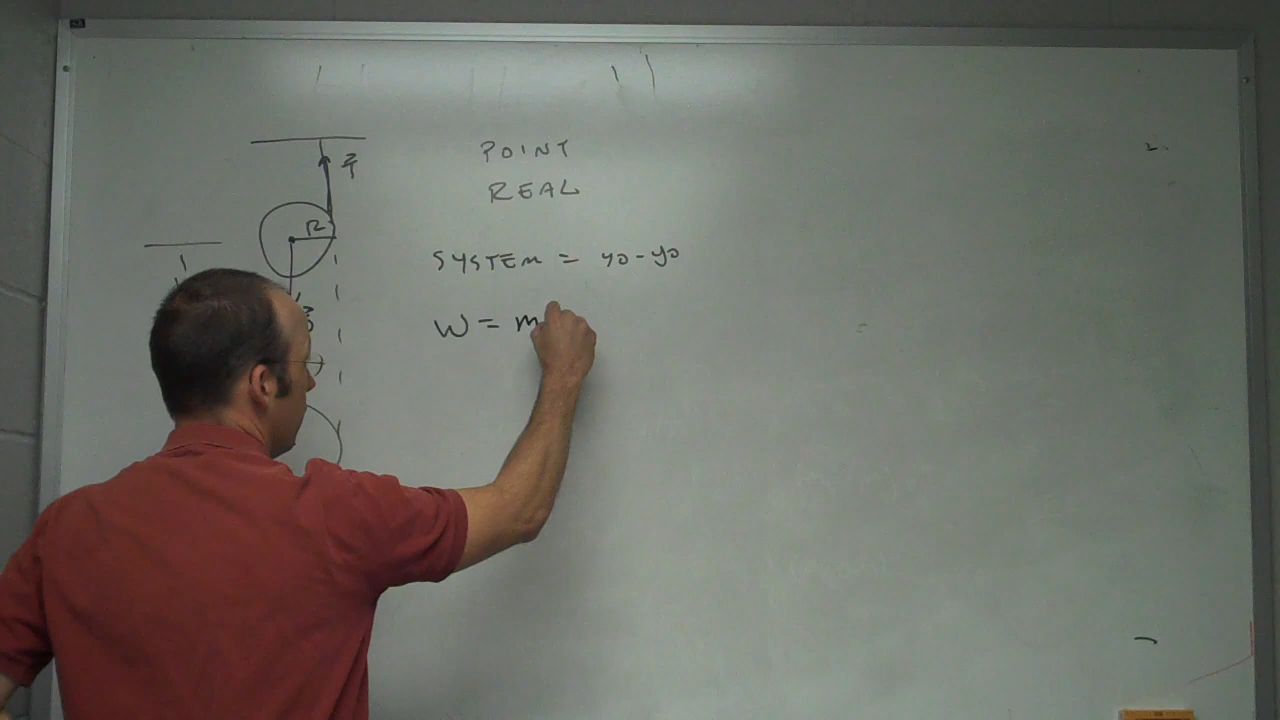 POINT
REAL
R
SYSTEM = YO-YO
W = m